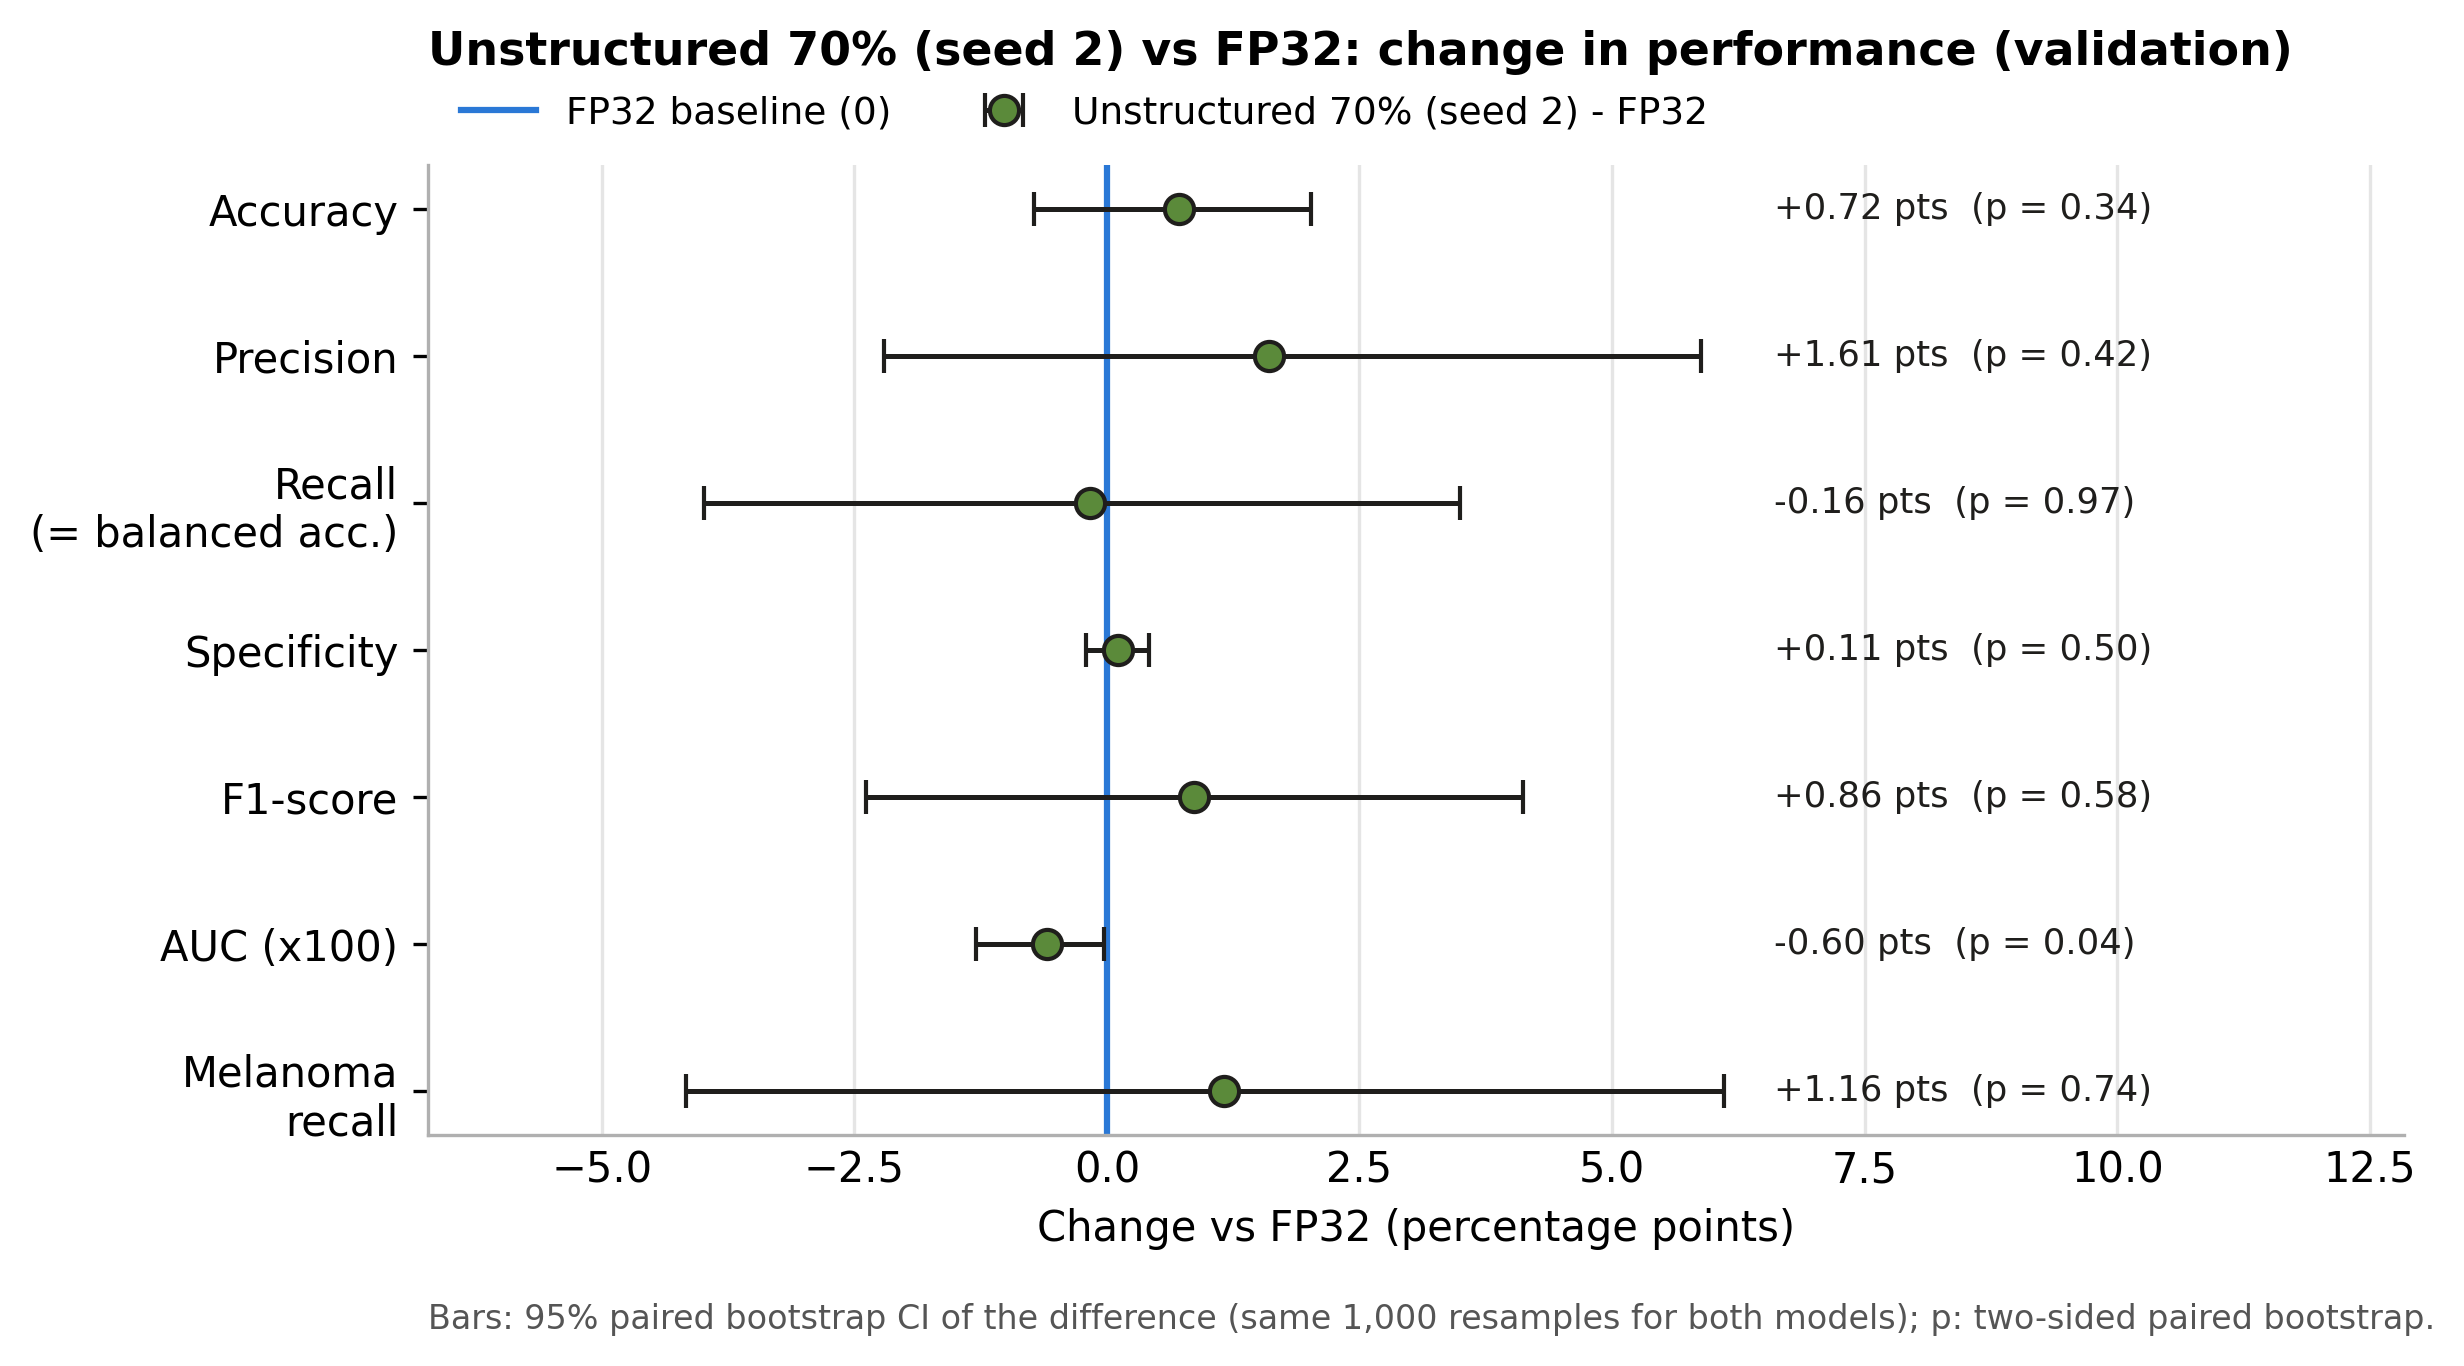 Unstructured 70% (seed 2) vs FP32: change in performance (validation)
FP32 baseline (0)
Unstructured 70% (seed 2) - FP32
Accuracy
+0.72 pts (p = 0.34)
Precision
+1.61 pts (p = 0.42)
Recall
(= balanced acc.)
-0.16 pts (p = 0.97)
Specificity
+0.11 pts (p = 0.50)
F1-score
+0.86 pts (p = 0.58)
AUC (x100)
-0.60 pts (p = 0.04)
Melanoma
recall
+1.16 pts (p = 0.74)
−5.0 −2.5 0.0 2.5 5.0 7.5 10.0 12.5
Change vs FP32 (percentage points)
Bars: 95% paired bootstrap CI of the difference (same 1,000 resamples for both models); p: two-sided paired bootstrap.